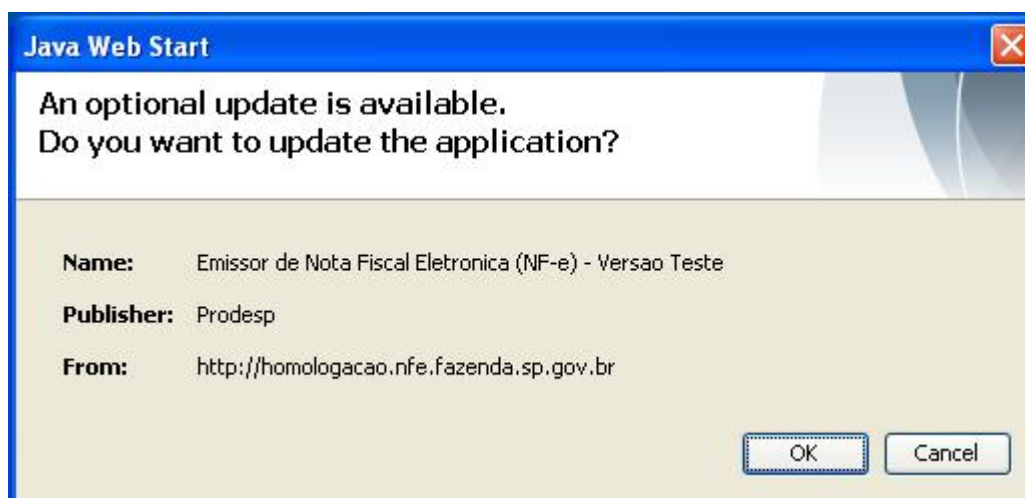 Java Web Start
An optional update is available.
Do you want to update the application?
Name: Emissor de Nota Fiscal Eletronica (NF-e) - Versao Teste
Publisher: Prodesp
From: http://homologacao.nfe.fazenda.sp.gov.br
OK Cancel